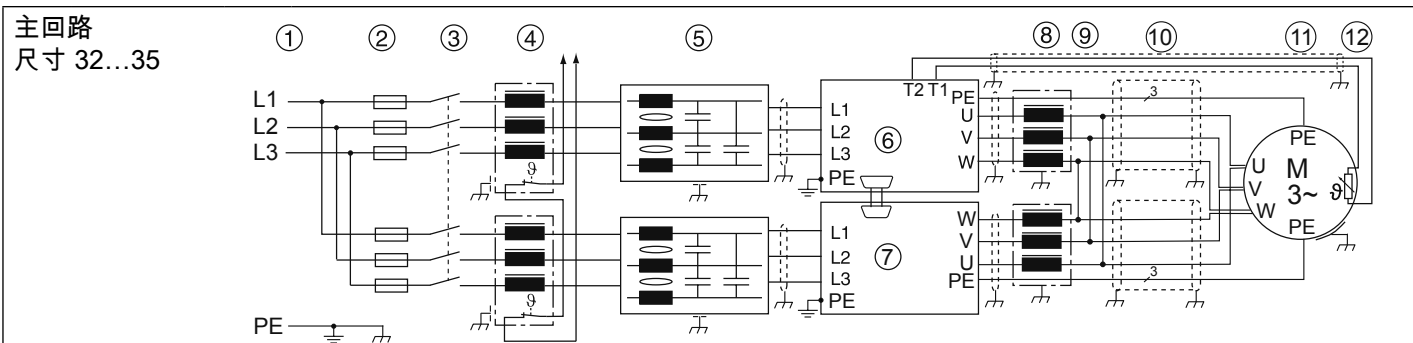 主回路
尺寸 32…35
① ② ③ ④ ⑤ ⑧ ⑨ ⑩ ⑪ ⑫
L1
L2
L3
ϑ
T2 T1
L1
L2
L3
PE
⑥
PE
U
V
W
3
PE
U
V
W
M
3~
ϑ
PE
L1
L2
L3
PE
⑦
W
V
U
PE
3
ϑ
PE